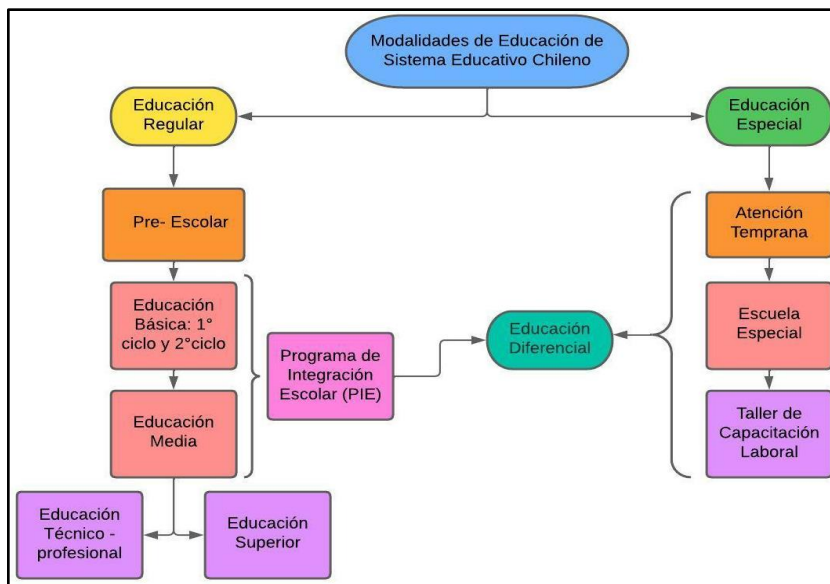 Modalidades de Educación de
Sistema Educativo Chileno
Educación
Regular
Educación
Especial
Pre- Escolar
Atención
Temprana
Educación
Básica: 1°
ciclo y 2°ciclo
Programa de
Integración
Escolar (PIE)
Educación
Diferencial
Escuela
Especial
Educación
Media
Taller de
Capacitación
Laboral
Educación
Técnico -
profesional
Educación
Superior